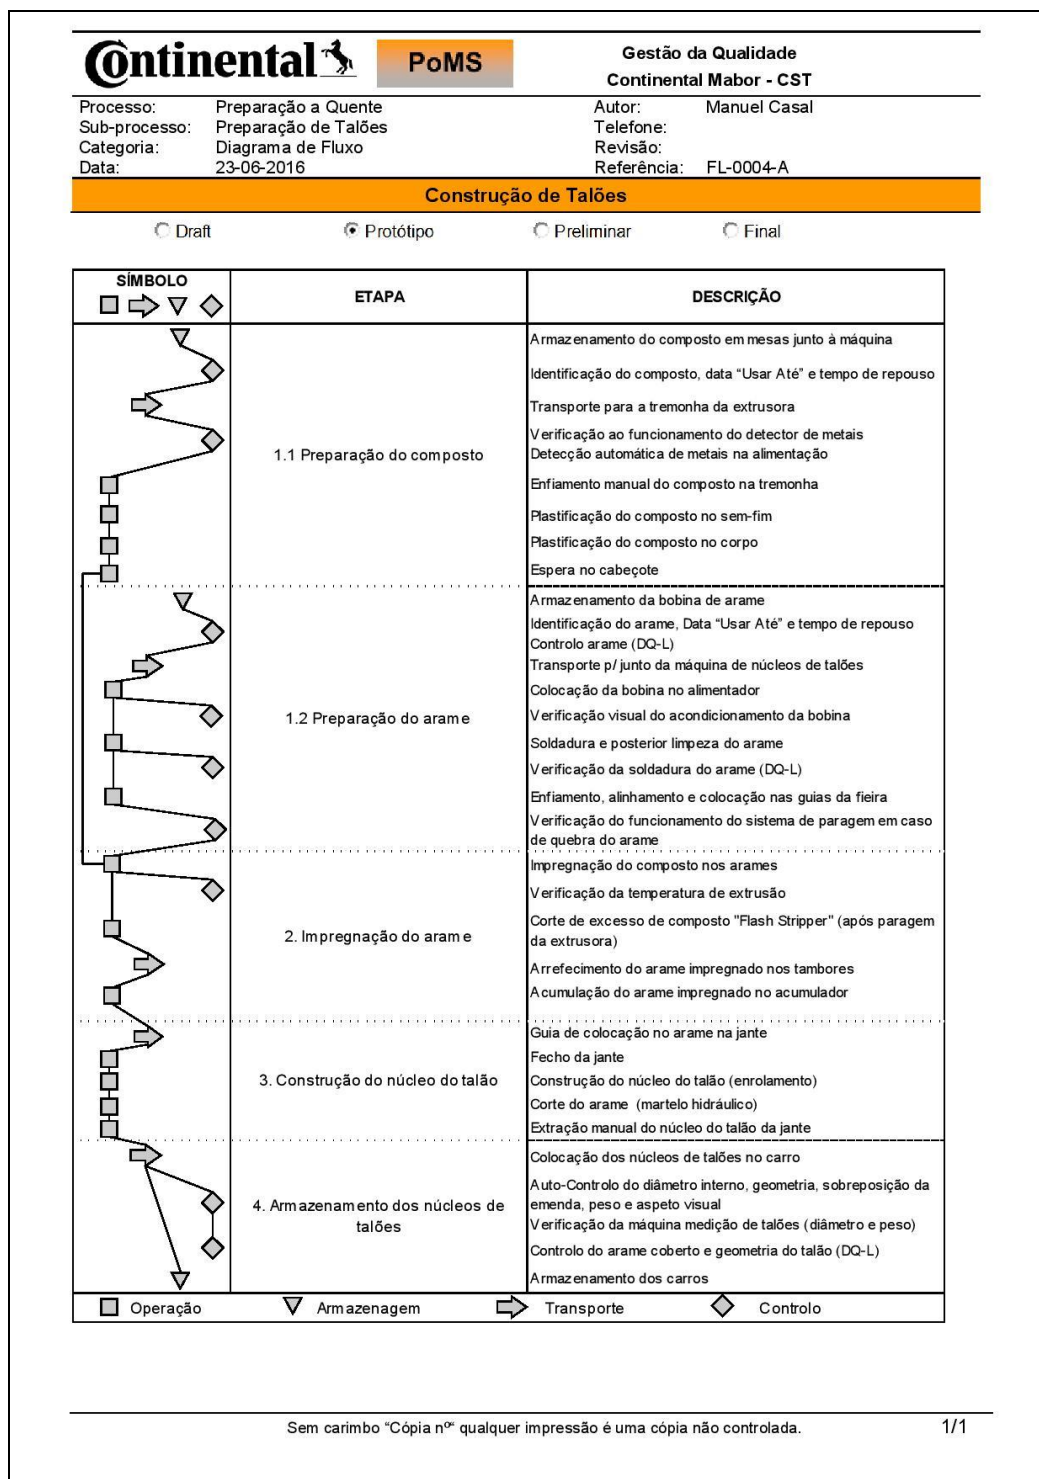 Continental PoMS
Gestão da Qualidade
Continental Mabor - CST
Processo: Preparação a Quente
Sub-processo: Preparação de Talões
Categoria: Diagrama de Fluxo
Data: 23-06-2016
Autor: Manuel Casal
Telefone:
Revisão:
Referência: FL-0004-A
Construção de Talões
Draft Protótipo Preliminar Final
SÍMBOLO ETAPA DESCRIÇÃO
1.1 Preparação do composto
Armazenamento do composto em mesas junto à máquina
Identificação do composto, data “Usar Até” e tempo de repouso
Transporte para a tremonha da extrusora
Verificação ao funcionamento do detector de metais
Detecção automática de metais na alimentação
Enfiamento manual do composto na tremonha
Plastificação do composto no sem-fim
Plastificação do composto no corpo
Espera no cabeçote
1.2 Preparação do arame
Armazenamento da bobina de arame
Identificação do arame, Data “Usar Até” e tempo de repouso
Controlo arame (DQ-L)
Transporte p/ junto da máquina de núcleos de talões
Colocação da bobina no alimentador
Verificação visual do acondicionamento da bobina
Soldadura e posterior limpeza do arame
Verificação da soldadura do arame (DQ-L)
Enfiamento, alinhamento e colocação nas guias da fieira
Verificação do funcionamento do sistema de paragem em caso
de quebra do arame
2. Impregnação do arame
Impregnação do composto nos arames
Verificação da temperatura de extrusão
Corte de excesso de composto "Flash Stripper" (após paragem
da extrusora)
Arrefecimento do arame impregnado nos tambores
Acumulação do arame impregnado no acumulador
3. Construção do núcleo do talão
Guia de colocação no arame na jante
Fecho da jante
Construção do núcleo do talão (enrolamento)
Corte do arame (martelo hidráulico)
Extração manual do núcleo do talão da jante
4. Armazenamento dos núcleos de
talões
Colocação dos núcleos de talões no carro
Auto-Controlo do diâmetro interno, geometria, sobreposição da
emenda, peso e aspeto visual
Verificação da máquina medição de talões (diâmetro e peso)
Controlo do arame coberto e geometria do talão (DQ-L)
Armazenamento dos carros
Operação Armazenagem Transporte Controlo
Sem carimbo “Cópia nº“ qualquer impressão é uma cópia não controlada. 1/1